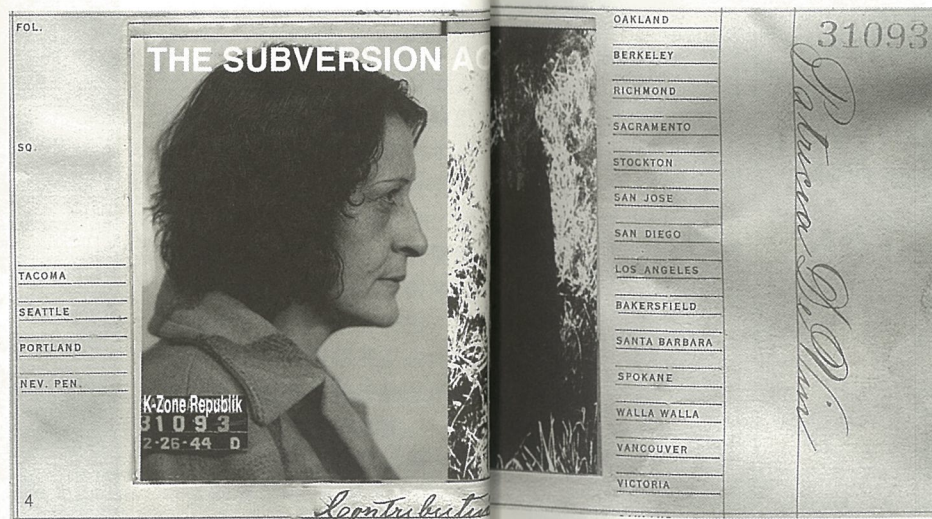 FOL.
SQ.
TACOMA
SEATTLE
PORTLAND
NEV. PEN.
4
THE SUBVERSION
K-Zone Republik
31093
2-26-44 D
OAKLAND
BERKELEY
RICHMOND
SACRAMENTO
STOCKTON
SAN JOSE
SAN DIEGO
LOS ANGELES
BAKERSFIELD
SANTA BARBARA
SPOKANE
WALLA WALLA
VANCOUVER
VICTORIA
31093
Patricia